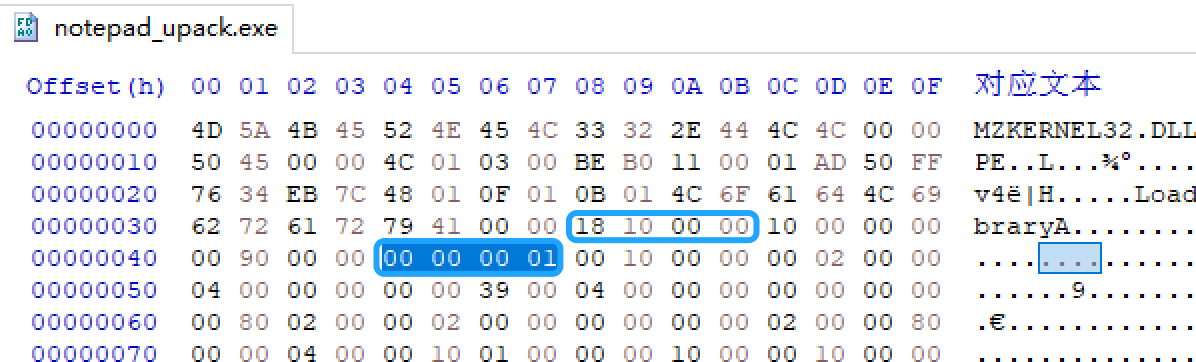 notepad_upack.exe
Offset(h) 00 01 02 03 04 05 06 07 08 09 0A 0B 0C 0D 0E 0F 对应文本
00000000 4D 5A 4B 45 52 4E 45 4C 33 32 2E 44 4C 4C 00 00 MZKERNEL32.DLL
00000010 50 45 00 00 4C 01 03 00 BE B0 11 00 01 AD 50 FF PE..L...¾°....
00000020 76 34 EB 7C 48 01 0F 01 0B 01 4C 6F 61 64 4C 69 v4ë|H.....Load
00000030 62 72 61 72 79 41 00 00 18 10 00 00 10 00 00 00 braryA........
00000040 00 90 00 00 00 00 00 01 00 10 00 00 00 02 00 00 ..............
00000050 04 00 00 00 00 00 39 00 04 00 00 00 00 00 00 00 ......9.......
00000060 00 80 02 00 00 02 00 00 00 00 00 00 02 00 00 80 .€............
00000070 00 00 04 00 00 10 01 00 00 00 10 00 00 10 00 00 ..............